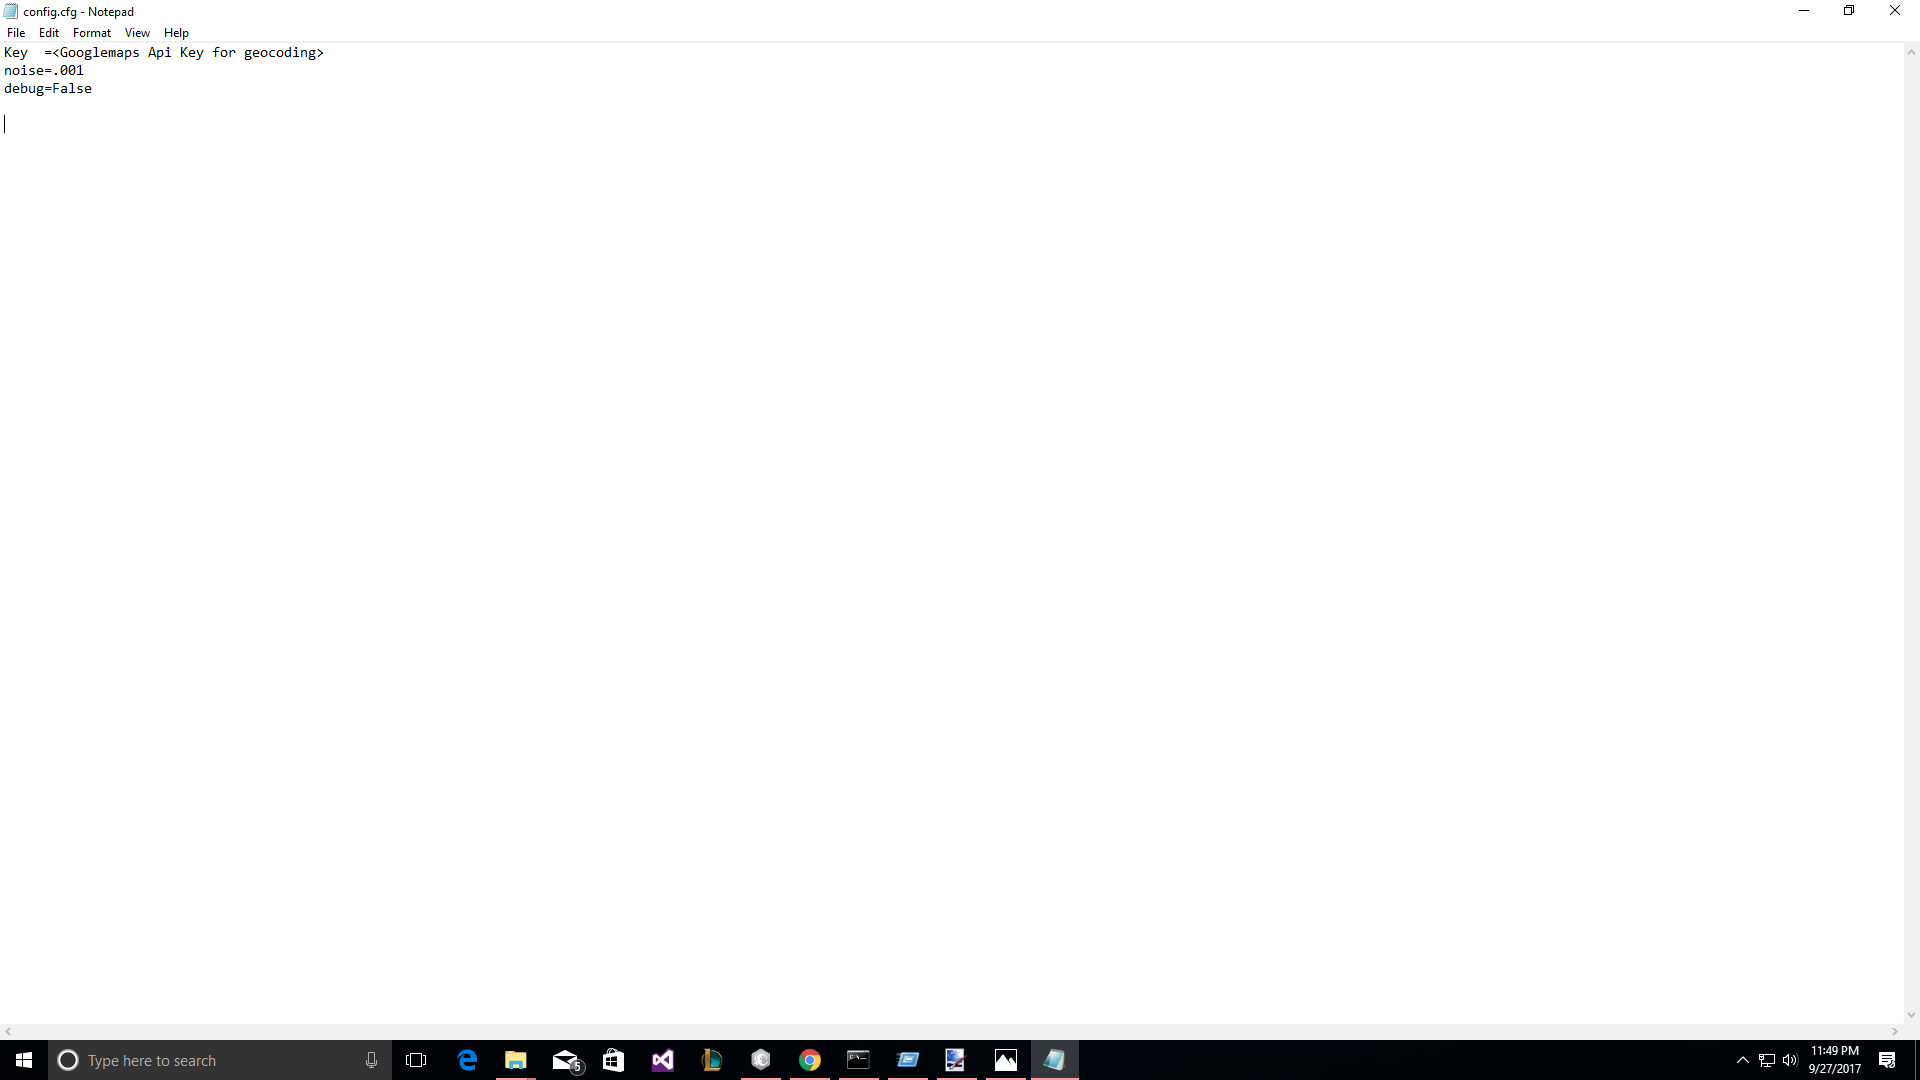 config.cfg - Notepad
File Edit Format View Help
Key  =<Googlemaps Api Key for geocoding>
noise=.001
debug=False
Type here to search
5
11:49 PM
9/27/2017